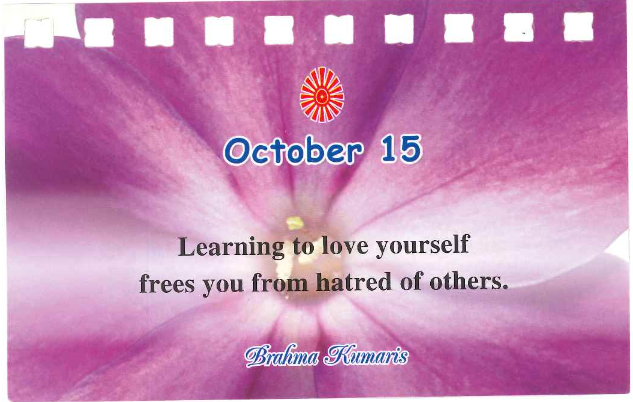 October 15
Learning to love yourself
frees you from hatred of others.
Brahma Kumaris